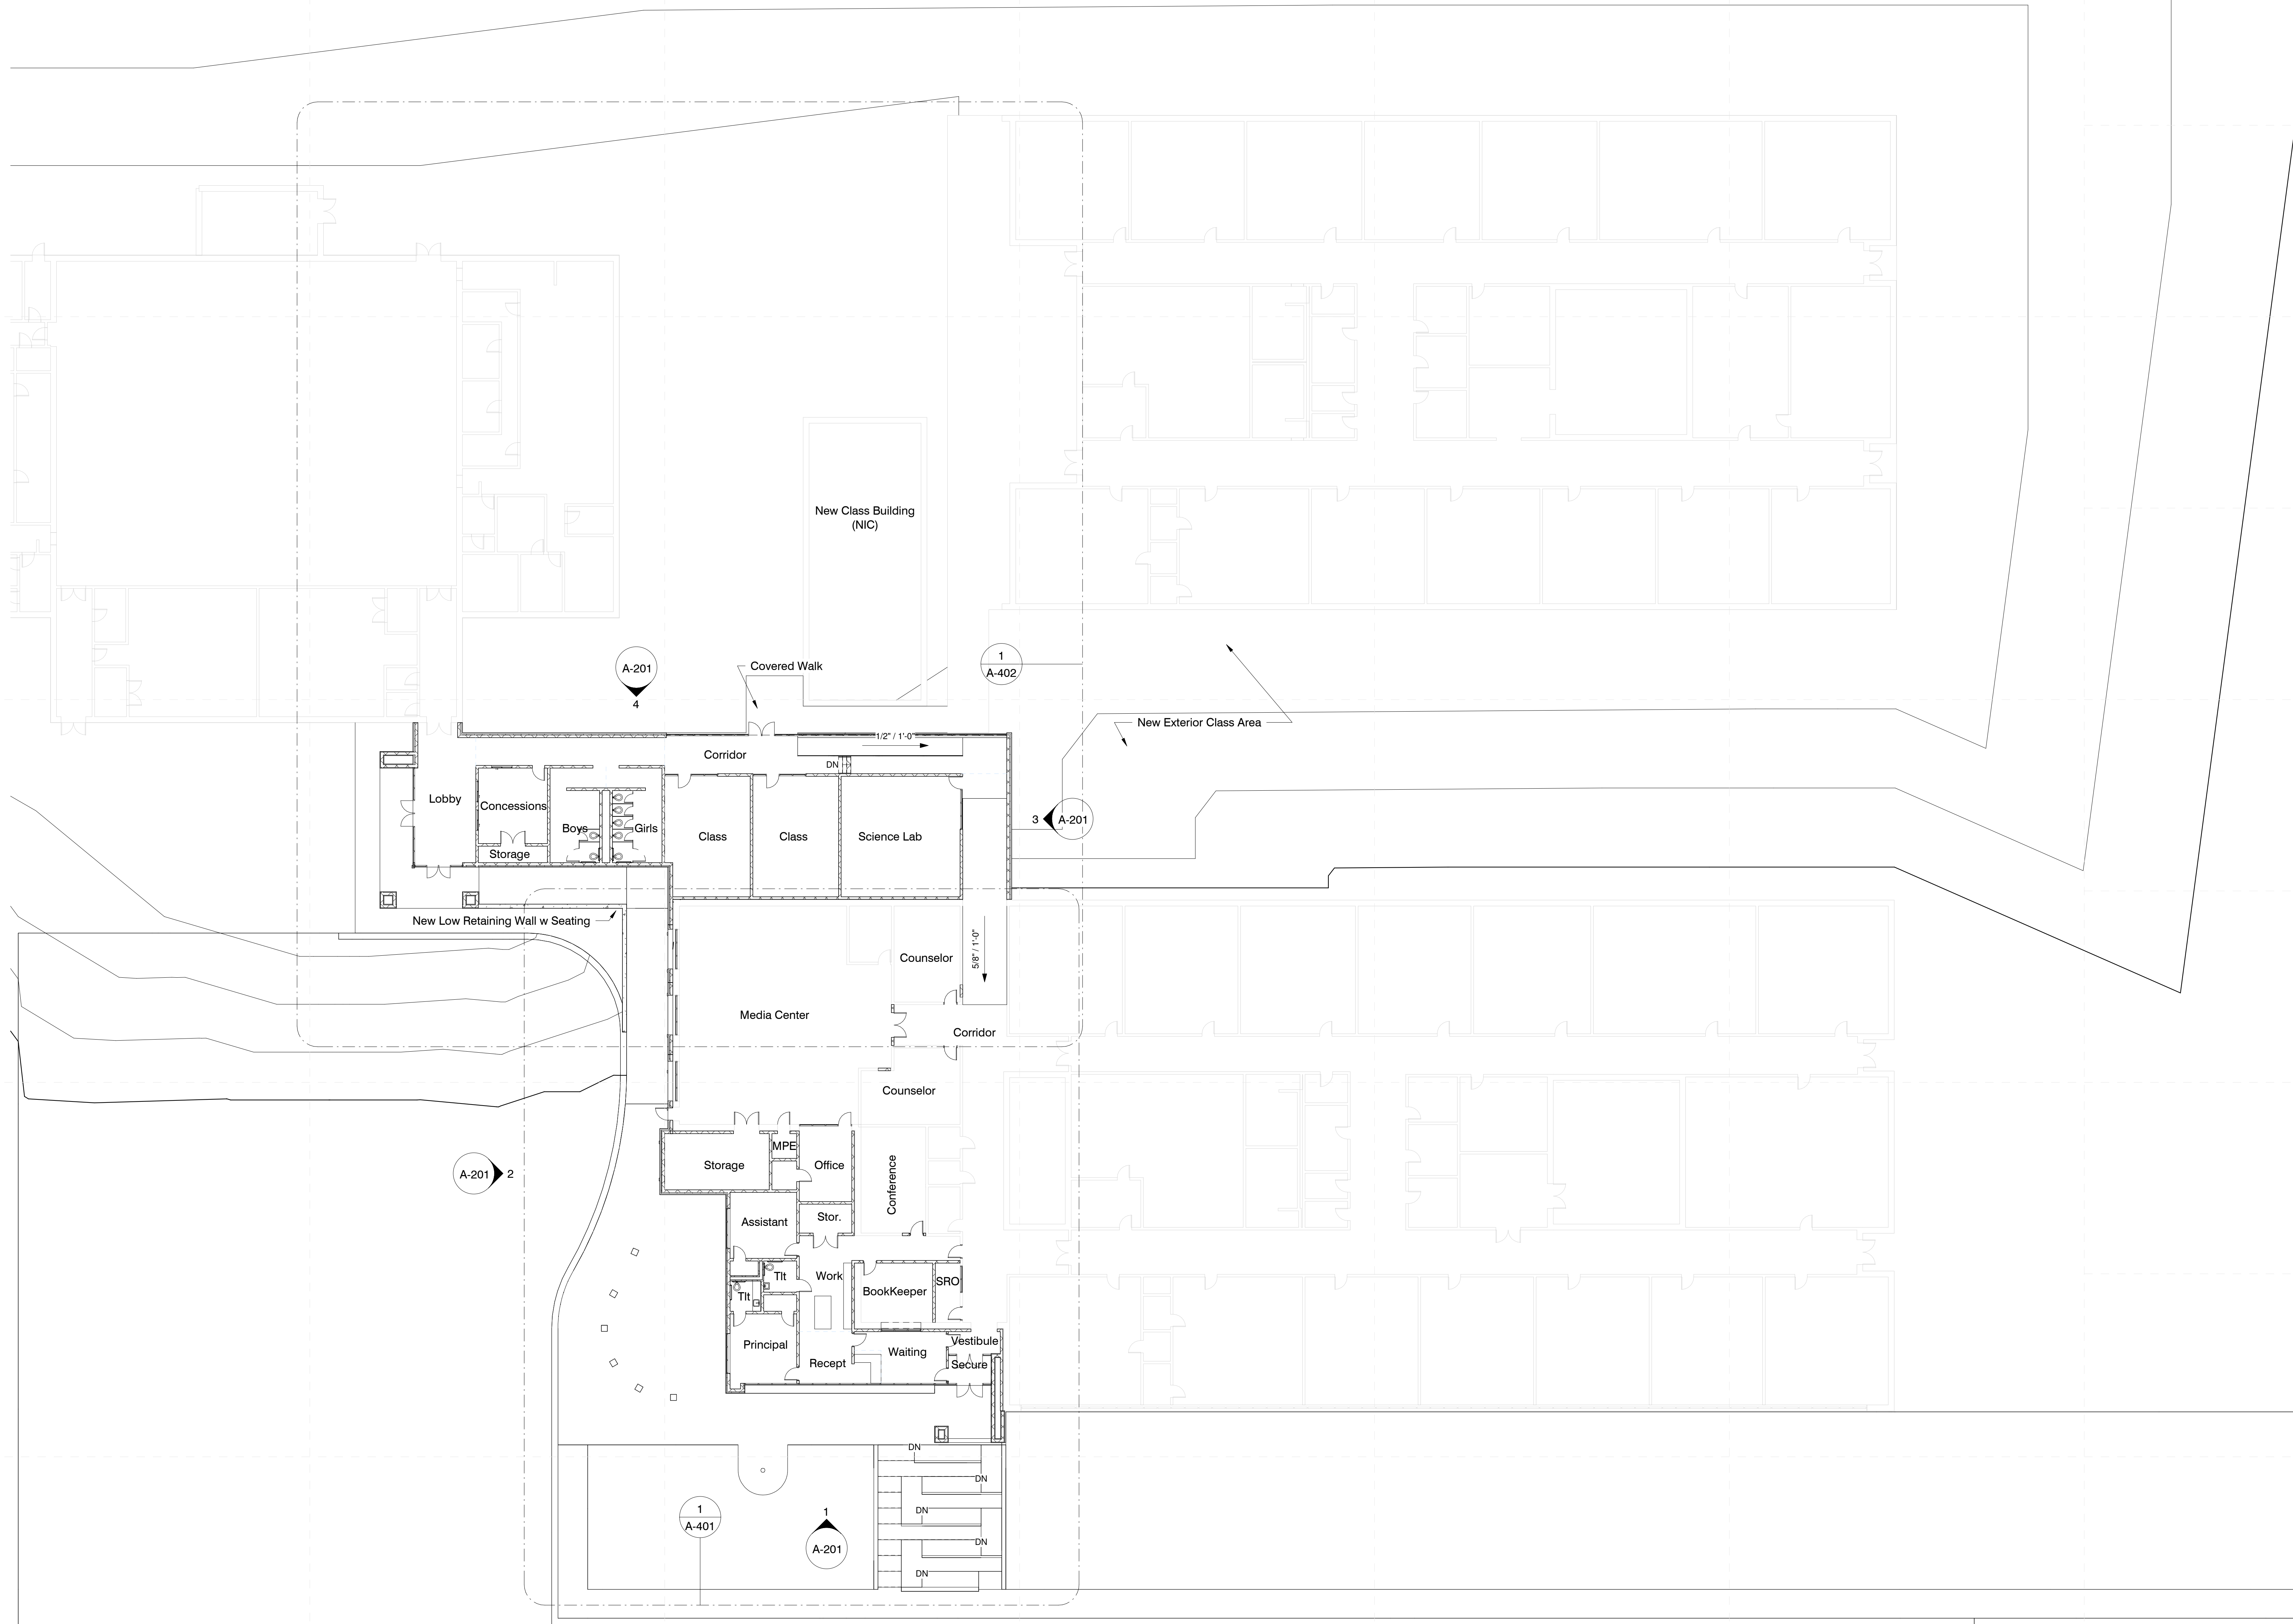 New Class Building
(NIC)
A-201
4
Covered Walk
1
A-402
New Exterior Class Area
1/2" / 1'-0"
Corridor
DN
Lobby
Concessions
Storage
Boys
Girls
Class
Class
Science Lab
3
A-201
New Low Retaining Wall w Seating
Counselor
5/8" / 1'-0"
Media Center
Corridor
Counselor
MPE
Storage
Office
Conference
A-201
2
Assistant
Stor.
Tlt
Work
SRO
BookKeeper
Tlt
Principal
Recept
Waiting
Vestibule
Secure
DN
DN
DN
DN
DN
1
A-401
1
A-201